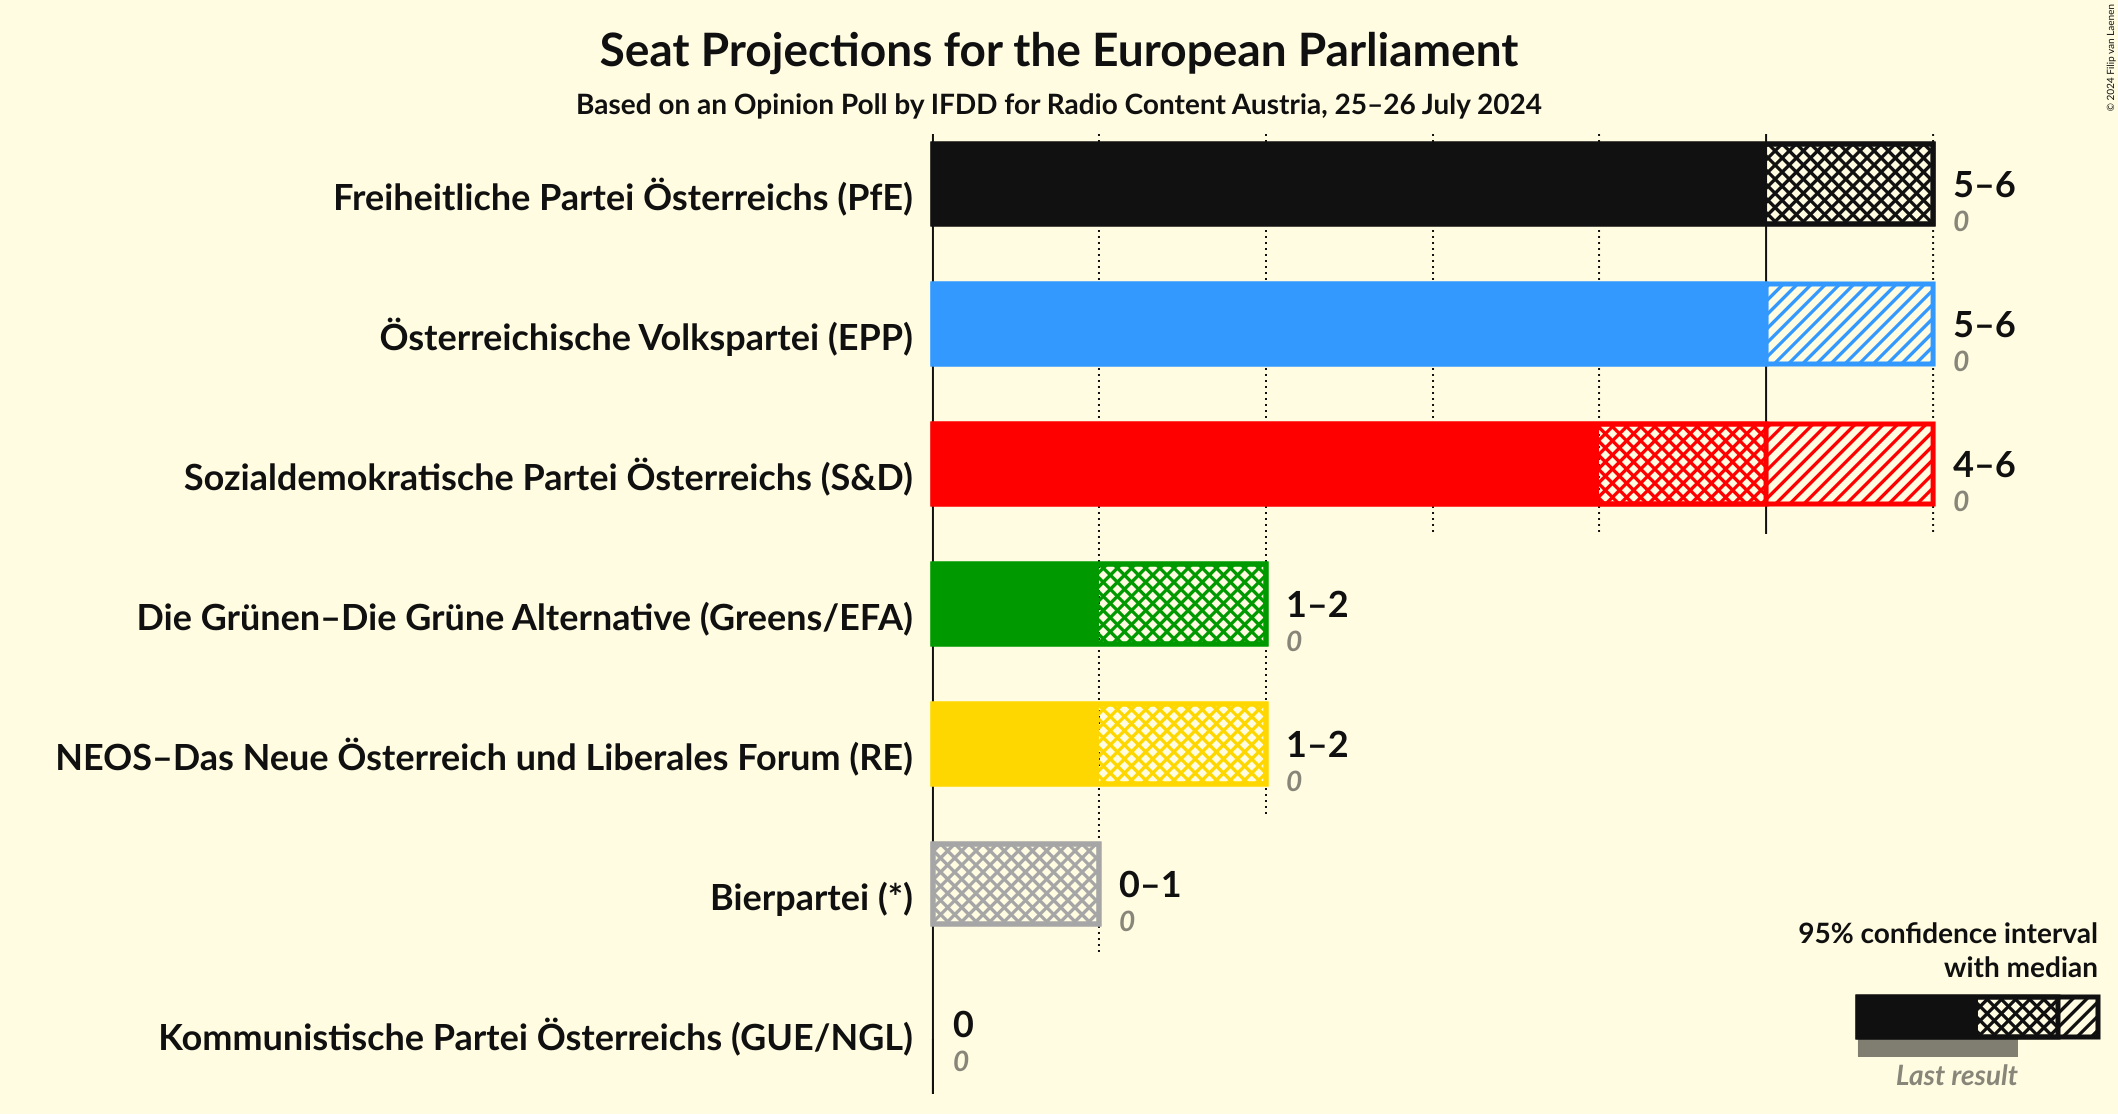 Seat Projections for the European Parliament
Based on an Opinion Poll by IFDD for Radio Content Austria, 25–26 July 2024
© 2024 Filip van Laenen
Freiheitliche Partei Österreichs (PfE)
5–6
0
Österreichische Volkspartei (EPP)
5–6
0
Sozialdemokratische Partei Österreichs (S&D)
4–6
0
Die Grünen–Die Grüne Alternative (Greens/EFA)
1–2
0
NEOS–Das Neue Österreich und Liberales Forum (RE)
1–2
0
Bierpartei (*)
0–1
0
Kommunistische Partei Österreichs (GUE/NGL)
0
0
95% confidence interval
with median
Last result